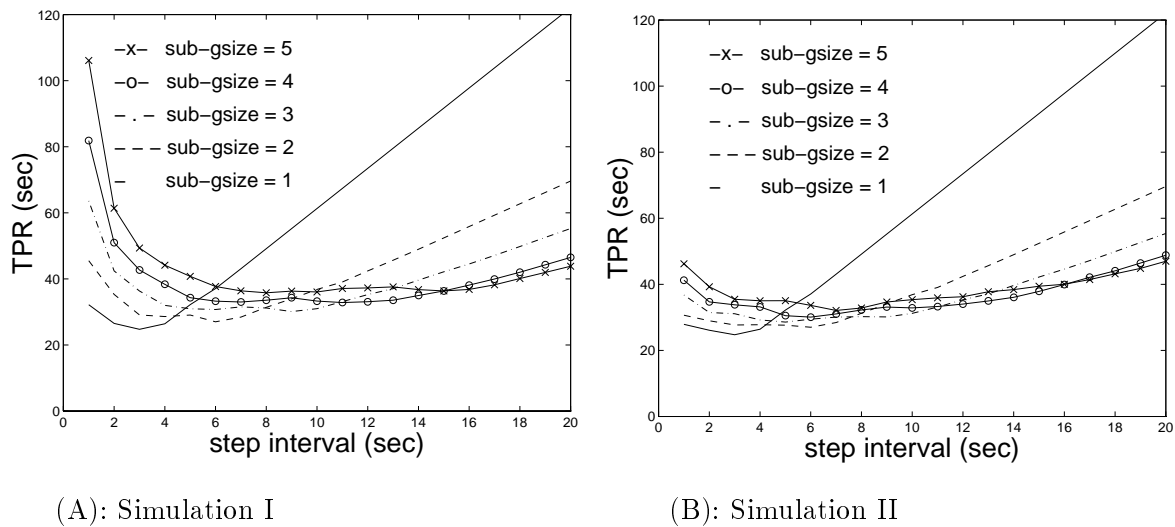 120
100
80
60
40
20
0
TPR (sec)
−x− sub−gsize = 5
−o− sub−gsize = 4
− . − sub−gsize = 3
− − − sub−gsize = 2
− sub−gsize = 1
0 2 4 6 8 10 12 14 16 18 20
step interval (sec)
(A): Simulation I
120
100
80
60
40
20
0
TPR (sec)
−x− sub−gsize = 5
−o− sub−gsize = 4
− . − sub−gsize = 3
− − − − sub−gsize = 2
− sub−gsize = 1
0 2 4 6 8 10 12 14 16 18 20
step interval (sec)
(B): Simulation II